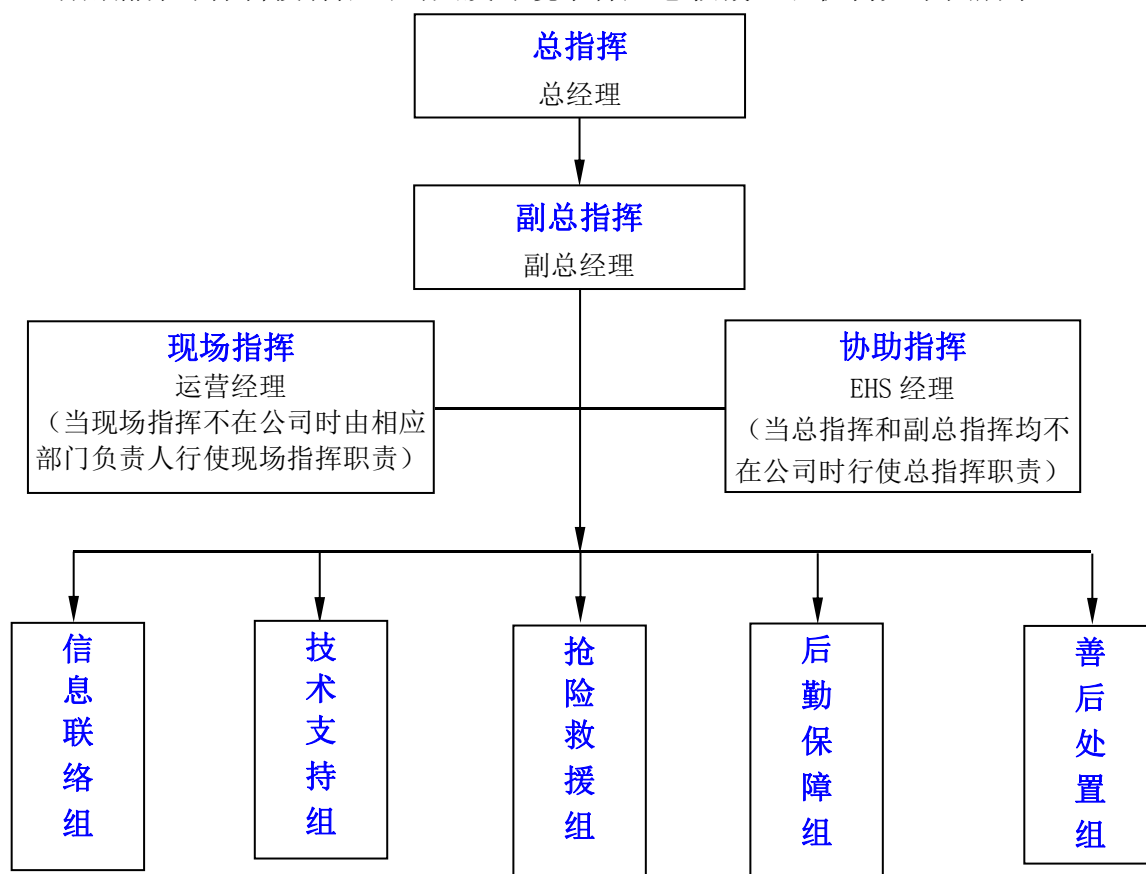 总指挥
总经理
副总指挥
副总经理
现场指挥
运营经理
（当现场指挥不在公司时由相应
部门负责人行使现场指挥职责）
协助指挥
EHS 经理
（当总指挥和副总指挥均不
在公司时行使总指挥职责）
信息联络组
技术支持组
抢险救援组
后勤保障组
善后处置组